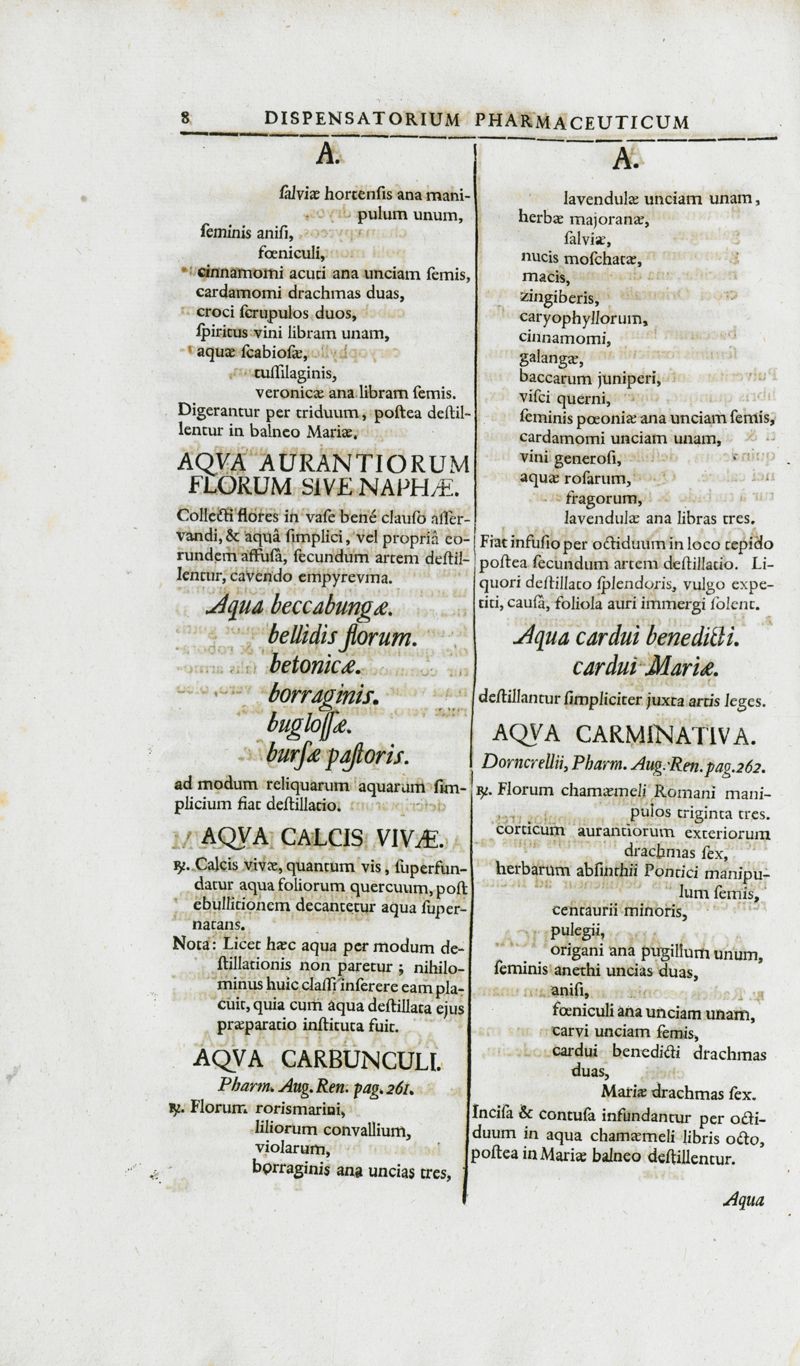 8 DISPENSATORIUM PHARMACEUTICUM
A.
ſalviæ hortenſis ana mani-
pulum unum,
ſeminis aniſi,
fœniculi,
cinnamomi acuti ana unciam ſemis,
cardamomi drachmas duas,
croci ſcrupulos duos,
ſpiritus vini libram unam,
aquæ ſcabioſæ,
tuſſilaginis,
veronicæ ana libram ſemis.
Digerantur per triduum, poſtea deſtil-
lentur in balneo Mariæ.
AQVA AURANTIORUM
FLORUM SIVE NAPHÆ.
Collecti flores in vaſe bené clauſo aſſer-
vandi, & aquâ ſimplici, vel propriâ eo-
rundem affuſâ, ſecundum artem deſtil-
lentur, cavendo empyrevma.
Aqua beccabungæ.
bellidis florum.
betonicæ.
borraginis.
bugloſſæ.
burſæ paſtoris.
ad modum reliquarum aquarum ſim-
plicium fiat deſtillatio.
AQVA CALCIS VIVÆ.
℞. Calcis vivæ, quantum vis, ſuperfun-
datur aqua foliorum quercuum, poſt
ebullitionem decantetur aqua ſuper-
natans.
Nota: Licet hæc aqua per modum de-
ſtillationis non paretur ; nihilo-
minus huic claſſi inſerere eam pla-
cuit, quia cum aqua deſtillata ejus
præparatio inſtituta fuit.
AQVA CARBUNCULI.
Pharm. Aug. Ren. pag. 261.
℞. Florum rorismarini,
liliorum convallium,
violarum,
borraginis ana uncias tres,
A.
lavendulæ unciam unam,
herbæ majoranæ,
ſalviæ,
nucis moſchatæ,
macis,
zingiberis,
caryophyllorum,
cinnamomi,
galangæ,
baccarum juniperi,
viſci querni,
ſeminis pœoniæ ana unciam ſemis,
cardamomi unciam unam,
vini generoſi,
aquæ roſarum,
fragorum,
lavendulæ ana libras tres.
Fiat infuſio per octiduum in loco tepido
poſtea ſecundum artem deſtillatio. Li-
quori deſtillato ſplendoris, vulgo expe-
titi, cauſâ, foliola auri immergi ſolent.
Aqua cardui benedicti.
cardui Mariæ.
deſtillantur ſimpliciter juxta artis leges.
AQVA CARMINATIVA.
Dorncrellii, Pharm. Aug. Ren. pag. 262.
℞. Florum chamæmeli Romani mani-
pulos triginta tres.
corticum aurantiorum exteriorum
drachmas ſex,
herbarum abſinthii Pontici manipu-
lum ſemis,
centaurii minoris,
pulegii,
origani ana pugillum unum,
ſeminis anethi uncias duas,
aniſi,
fœniculi ana unciam unam,
carvi unciam ſemis,
cardui benedicti drachmas
duas,
Mariæ drachmas ſex.
Inciſa & contuſa infundantur per octi-
duum in aqua chamæmeli libris octo,
poſtea in Mariæ balneo deſtillentur.
Aqua